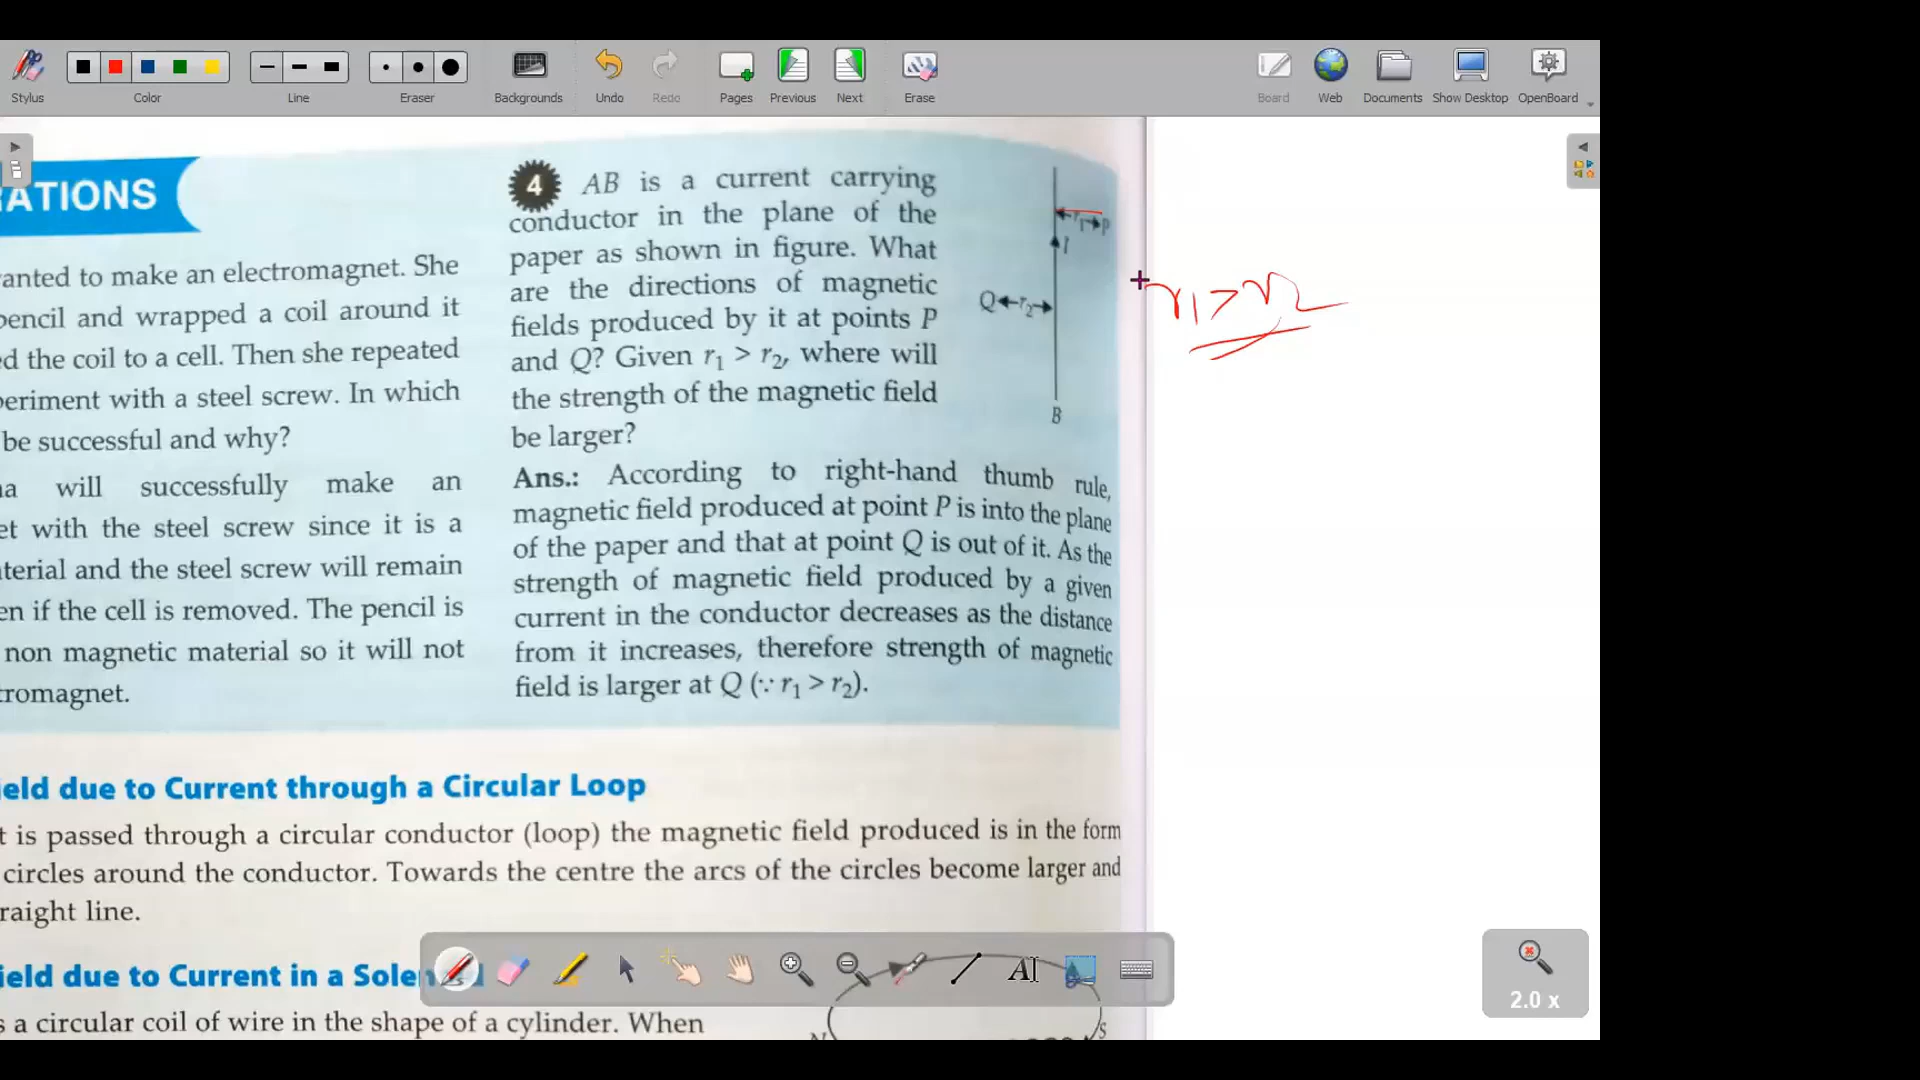 Stylus
Color
Line
Eraser
Backgrounds
Undo
Redo
Pages
Previous
Next
Erase
Board
Web
Documents
Show Desktop
OpenBoard
RATIONS
anted to make an electromagnet. She
pencil and wrapped a coil around it
ed the coil to a cell. Then she repeated
periment with a steel screw. In which
be successful and why?
na will successfully make an
et with the steel screw since it is a
aterial and the steel screw will remain
en if the cell is removed. The pencil is
non magnetic material so it will not
tromagnet.
4 AB is a current carrying
conductor in the plane of the
paper as shown in figure. What
are the directions of magnetic
fields produced by it at points P
and Q? Given r₁ > r₂, where will
the strength of the magnetic field
be larger?
r₁ P
I
Q r₂
B
r₁ > r₂
Ans.: According to right-hand thumb rule,
magnetic field produced at point P is into the plane
of the paper and that at point Q is out of it. As the
strength of magnetic field produced by a given
current in the conductor decreases as the distance
from it increases, therefore strength of magnetic
field is larger at Q (∵ r₁ > r₂).
ield due to Current through a Circular Loop
t is passed through a circular conductor (loop) the magnetic field produced is in the form
circles around the conductor. Towards the centre the arcs of the circles become larger and
raight line.
ield due to Current in a Solen
s a circular coil of wire in the shape of a cylinder. When
N
S
2.0 x